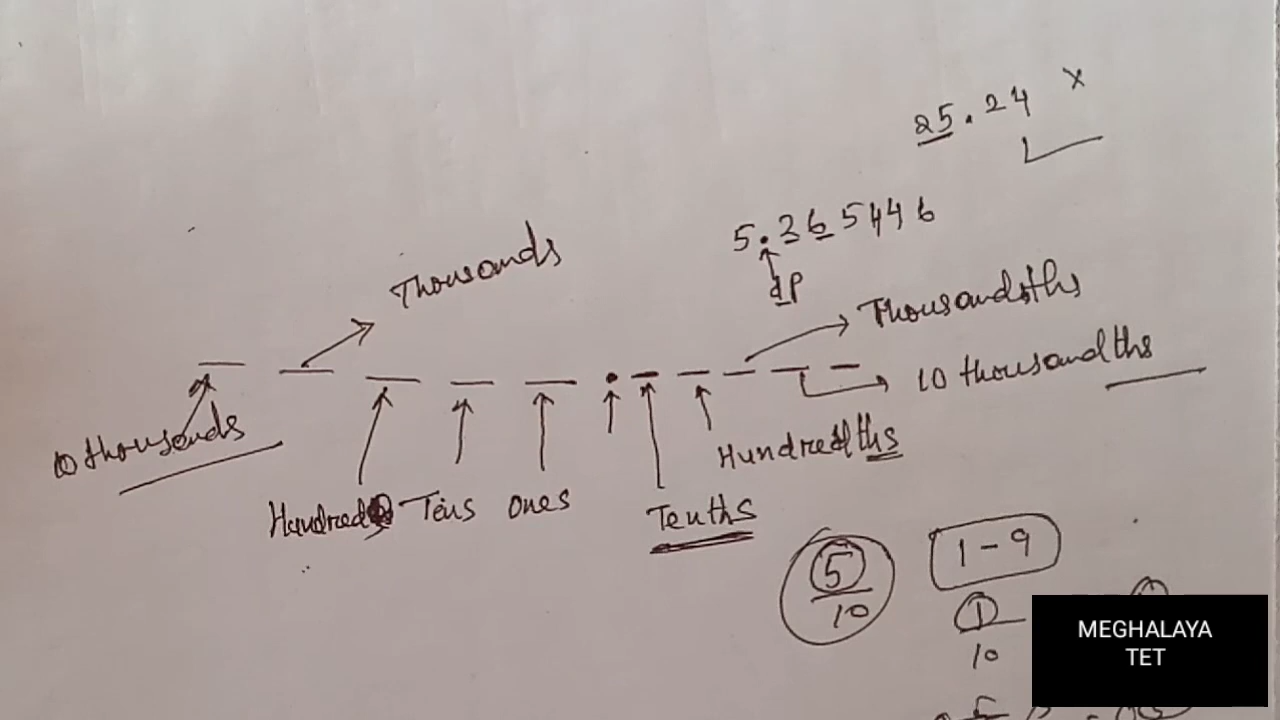 25.24 x
5.365446
dp
Thousands
Thousandths
10 thousandths
10 thousands
Hundredths
Hundreds Tens ones
Tenths
5
10
1-9
1
10
MEGHALAYA
TET